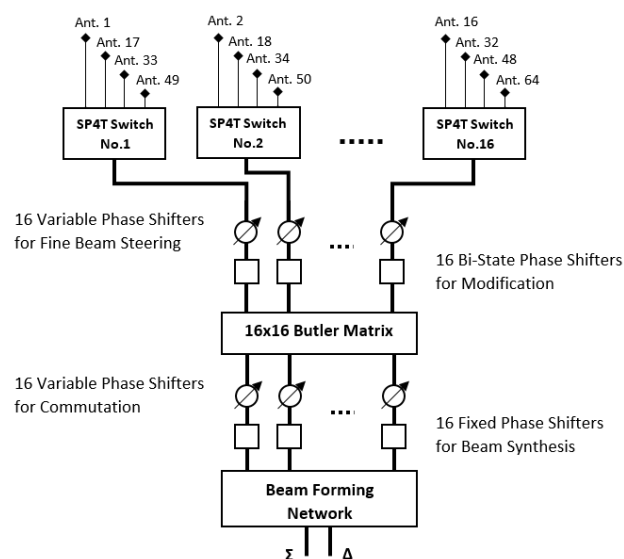 Ant. 1
Ant. 17
Ant. 33
Ant. 49
Ant. 2
Ant. 18
Ant. 34
Ant. 50
Ant. 16
Ant. 32
Ant. 48
Ant. 64
SP4T Switch
No.1
SP4T Switch
No.2
SP4T Switch
No.16
16 Variable Phase Shifters
for Fine Beam Steering
16 Bi-State Phase Shifters
for Modification
16x16 Butler Matrix
16 Variable Phase Shifters
for Commutation
16 Fixed Phase Shifters
for Beam Synthesis
Beam Forming
Network
Σ Δ